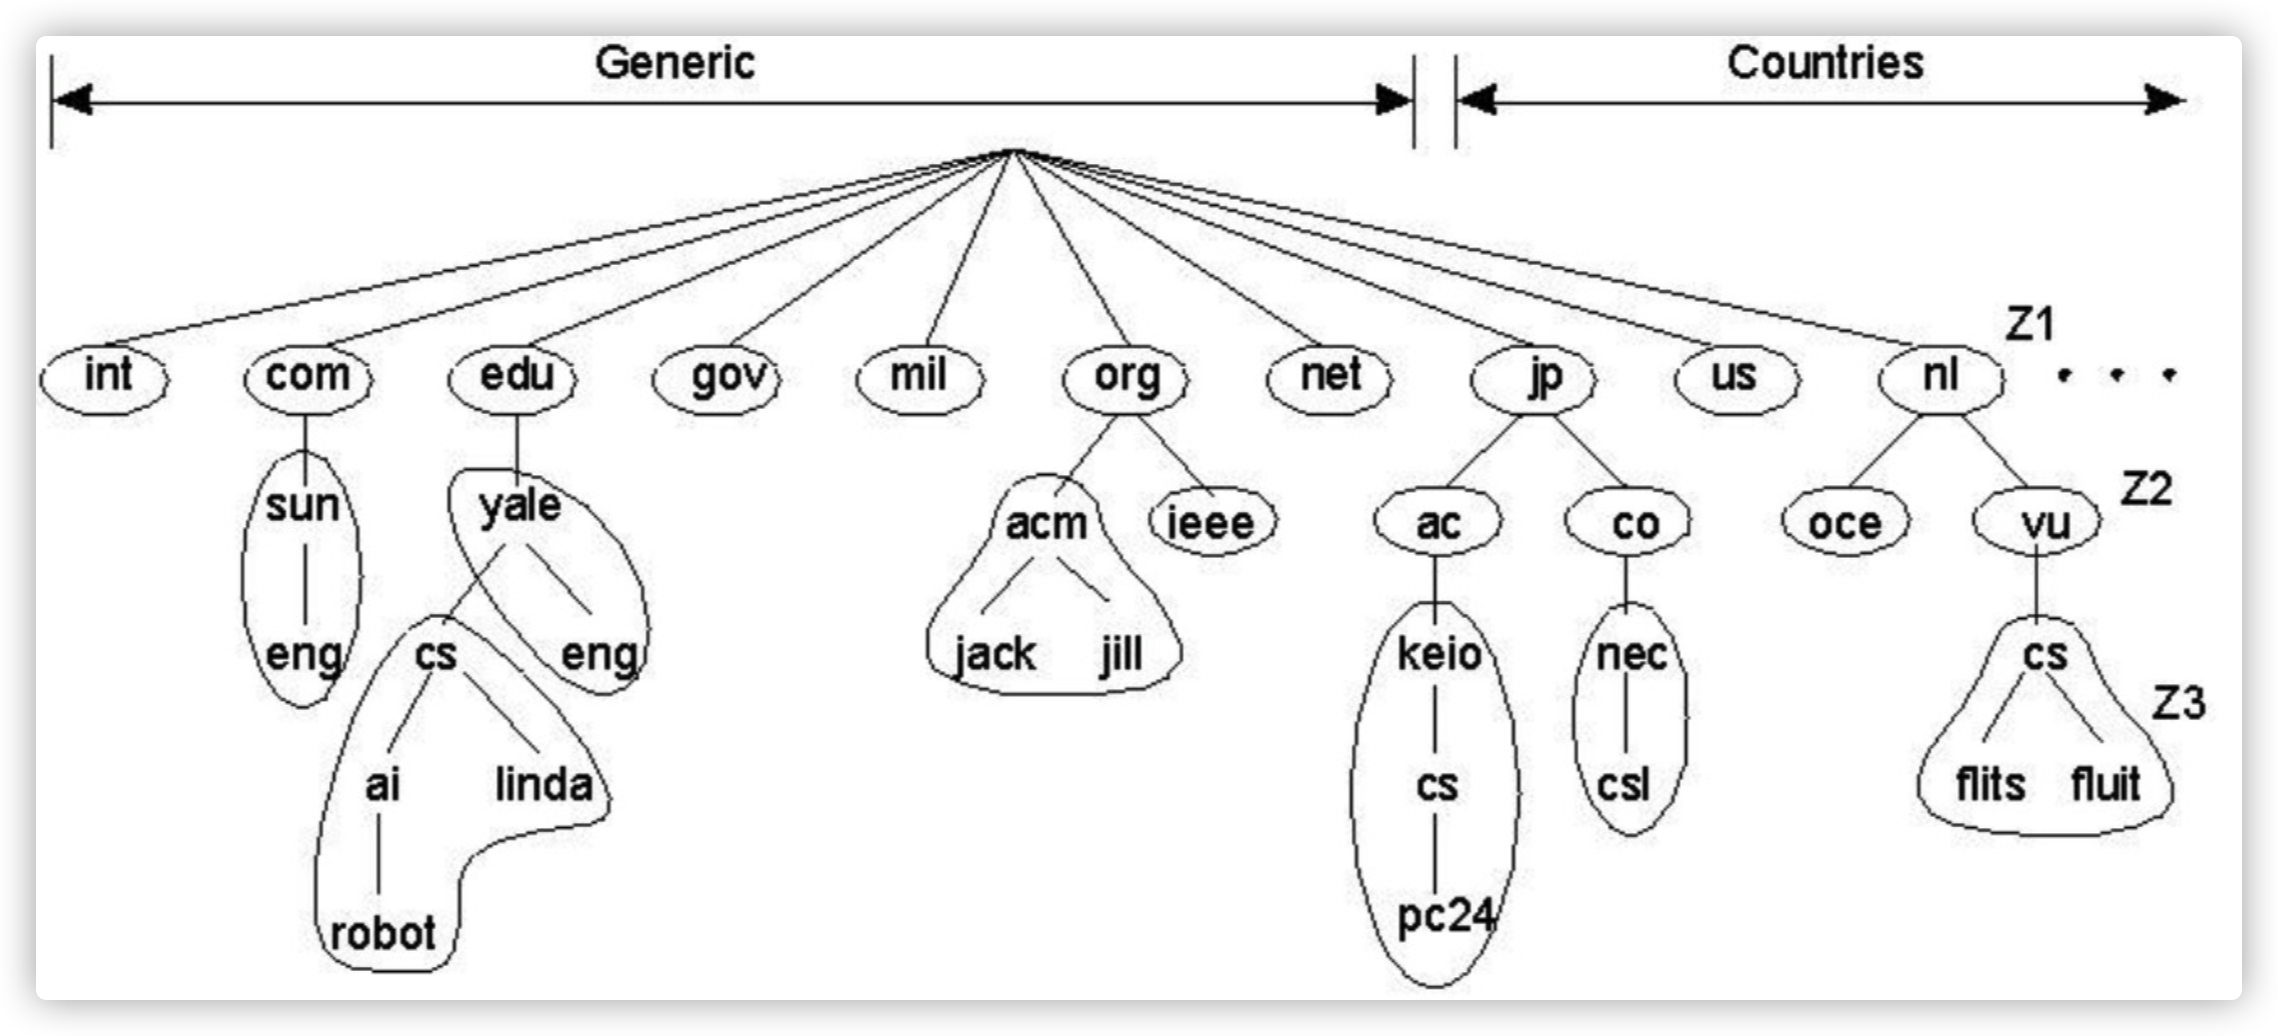 Generic Countries
Z1
int com edu gov mil org net jp us nl
Z2
sun yale acm ieee ac co oce vu
eng cs eng jack jill keio nec cs
Z3
ai linda cs csl flits fluit
robot pc24